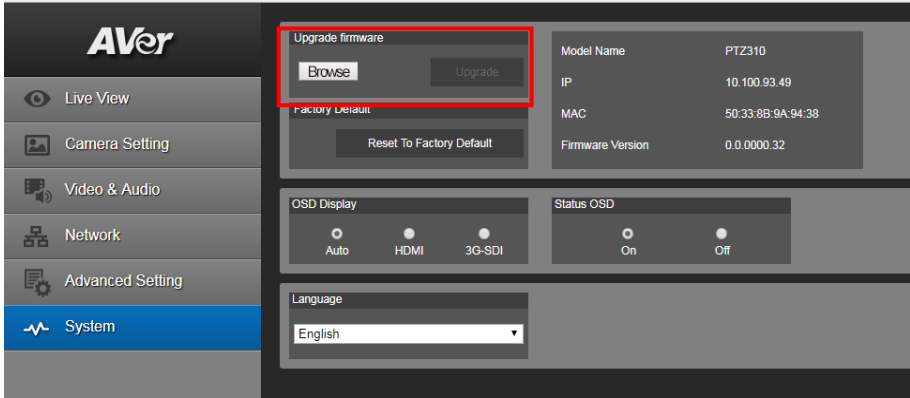 AVer
Live View
Camera Setting
Video & Audio
Network
Advanced Setting
System
Upgrade firmware
Browse
Upgrade
Factory Default
Reset To Factory Default
Model Name PTZ310
IP 10.100.93.49
MAC 50:33:8B:9A:94:38
Firmware Version 0.0.0000.32
OSD Display
Auto HDMI 3G-SDI
Status OSD
On Off
Language
English